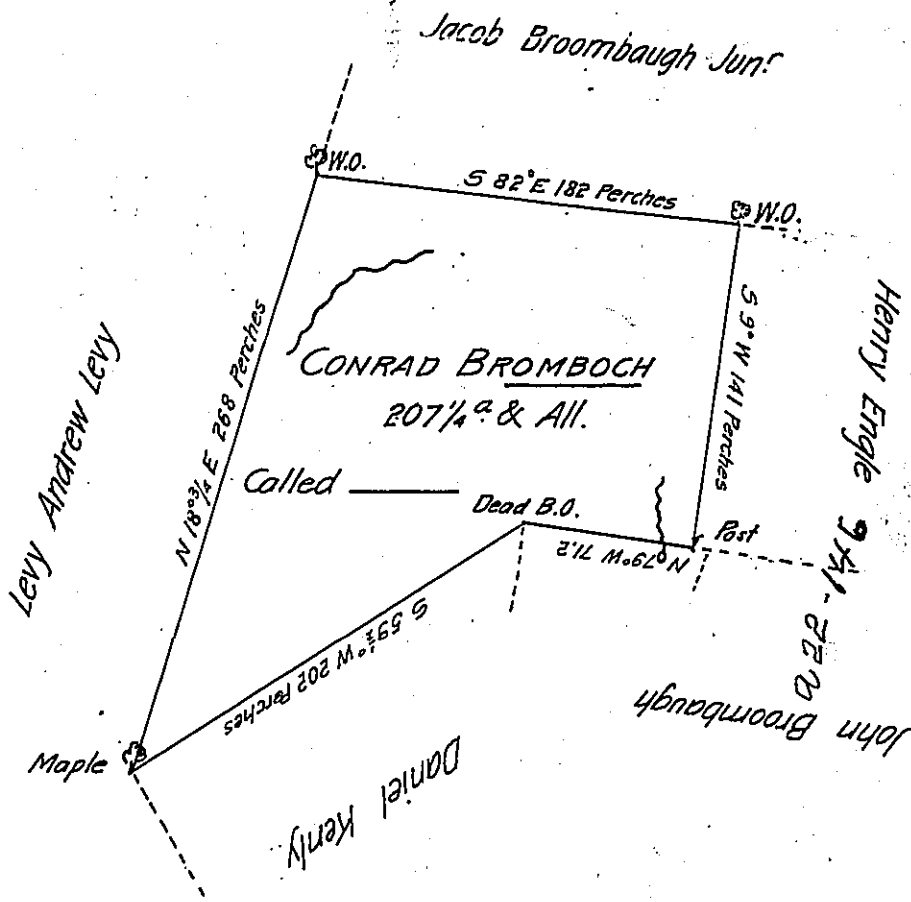 Jacob Broombaugh Junr
W.O.
S 82° E 182 Perches
W.O.
Levy Andrew Levy
N 18°3/4 E 268 Perches
CONRAD BROMBOCH
207 1/4 a. & All.
Called
S 9° W 141 Perches
Henry Engle
Dead B.O.
Post
N 79° W 71.2
S 59 1/2° W 202 Perches
John Broombaugh
Maple
Daniel Kenly